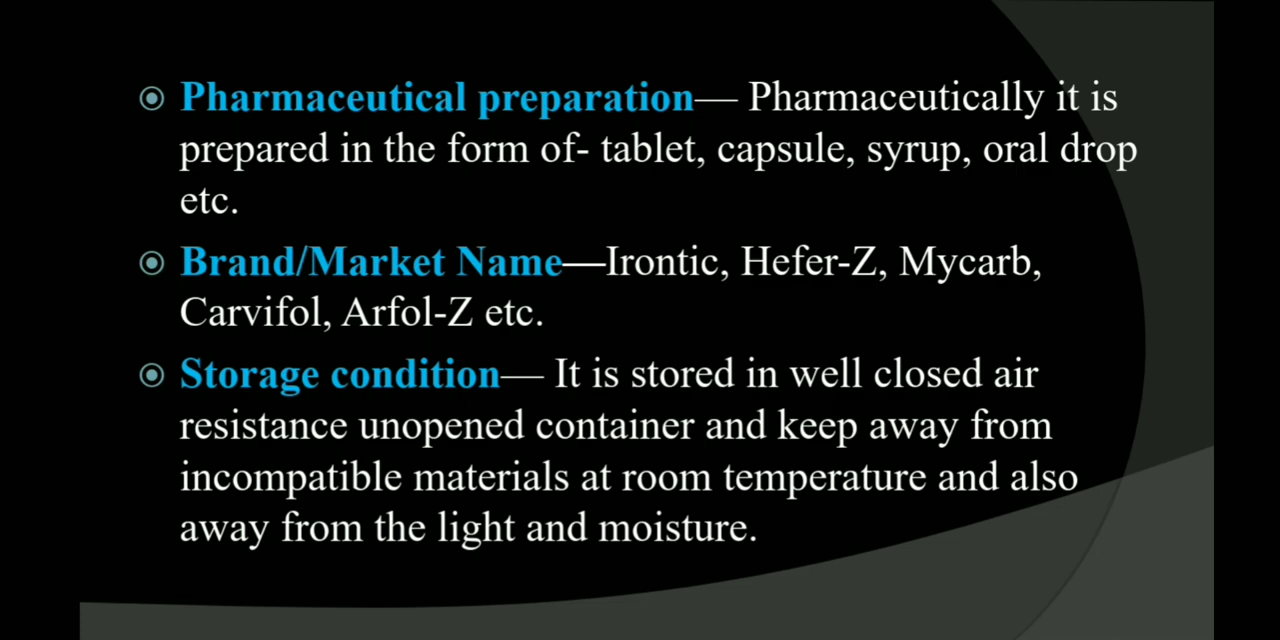 Pharmaceutical preparation— Pharmaceutically it is
prepared in the form of- tablet, capsule, syrup, oral drop
etc.
Brand/Market Name—Irontic, Hefer-Z, Mycarb,
Carvifol, Arfol-Z etc.
Storage condition— It is stored in well closed air
resistance unopened container and keep away from
incompatible materials at room temperature and also
away from the light and moisture.